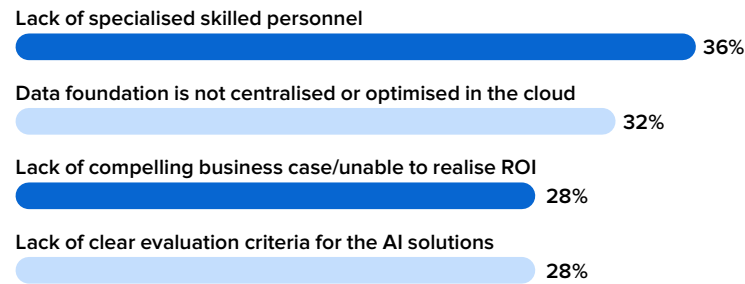 Lack of specialised skilled personnel
36%
Data foundation is not centralised or optimised in the cloud
32%
Lack of compelling business case/unable to realise ROI
28%
Lack of clear evaluation criteria for the AI solutions
28%